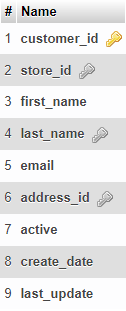 # Name
1 customer_id
2 store_id
3 first_name
4 last_name
5 email
6 address_id
7 active
8 create_date
9 last_update